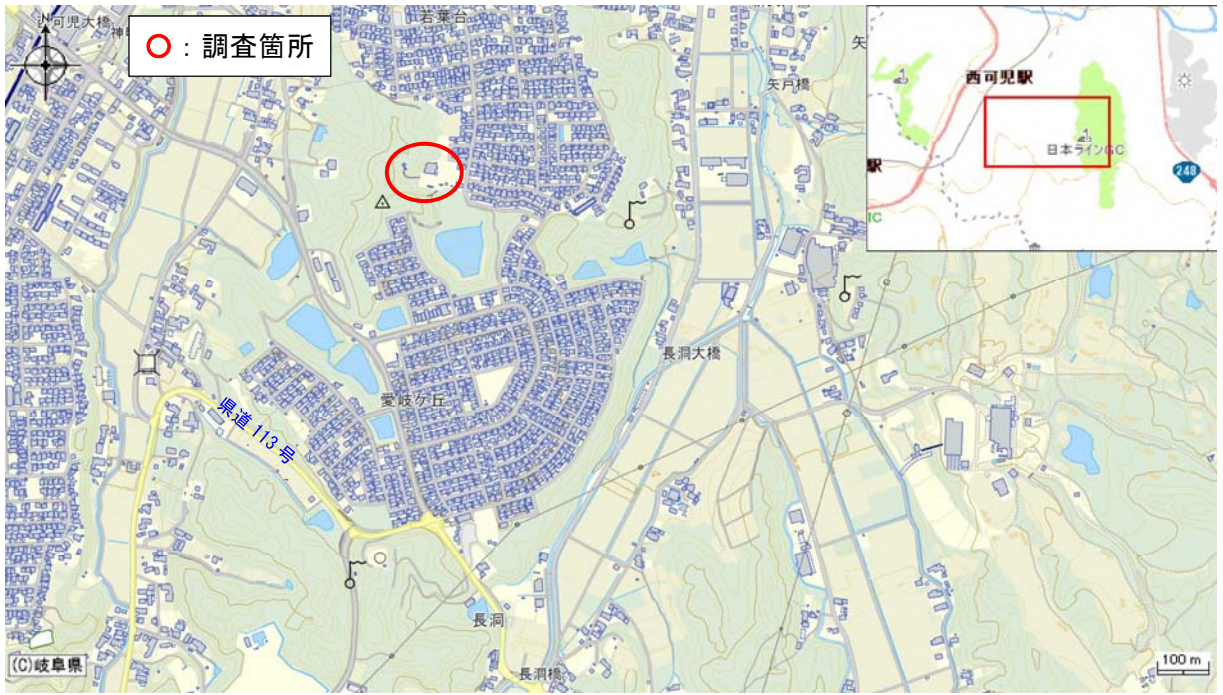 西可児大橋
若葉台
○ : 調査箇所
矢戸橋
西可児駅
日本ラインGC
248
駅
IC
長洞大橋
愛岐ケ丘
県道 113 号
長洞
長洞橋
(C)岐阜県
100 m